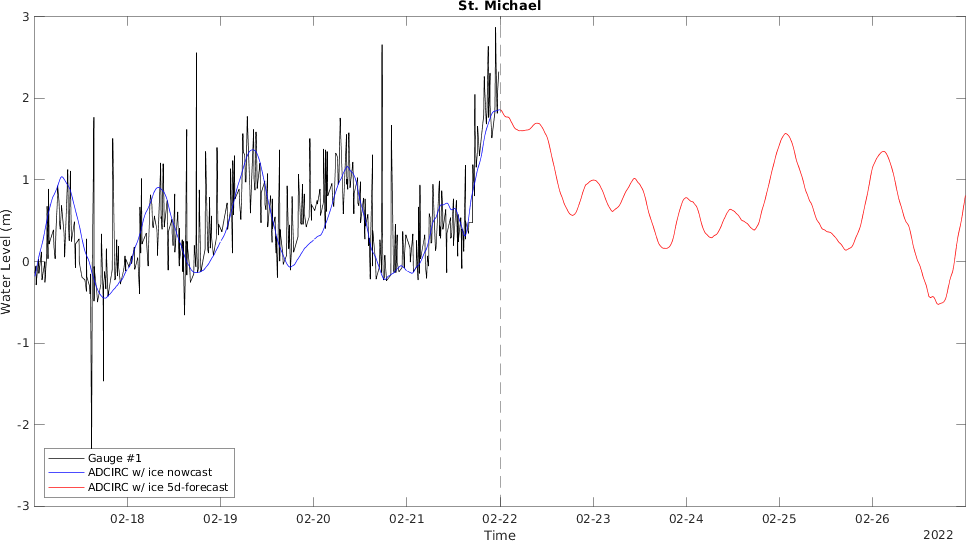 St. Michael
3
2
1
0
-1
-2
-3
Water Level (m)
Gauge #1
ADCIRC w/ ice nowcast
ADCIRC w/ ice 5d-forecast
02-18 02-19 02-20 02-21 02-22 02-23 02-24 02-25 02-26
Time
2022